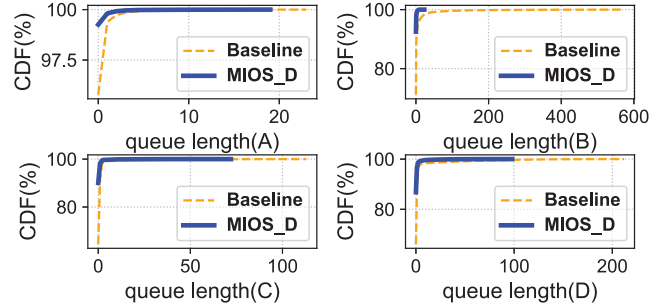 CDF(%)
100
97.5
Baseline
MIOS_D
0
10
20
queue length(A)
CDF(%)
100
80
Baseline
MIOS_D
0
200
400
600
queue length(B)
CDF(%)
100
80
Baseline
MIOS_D
0
50
100
queue length(C)
CDF(%)
100
80
Baseline
MIOS_D
0
100
200
queue length(D)